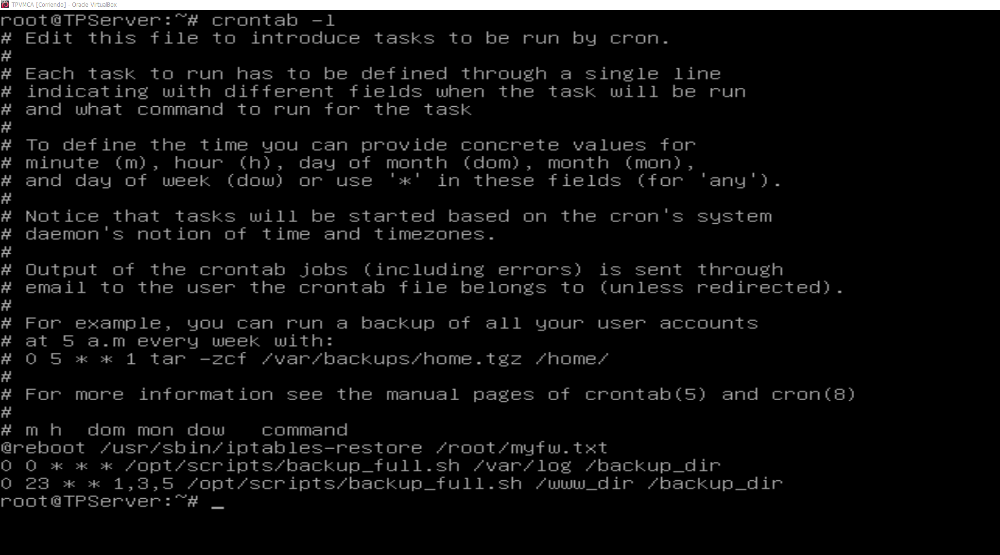 TPVMCA [Corriendo] - Oracle VirtualBox
root@TPServer:~# crontab -l
# Edit this file to introduce tasks to be run by cron.
#
# Each task to run has to be defined through a single line
# indicating with different fields when the task will be run
# and what command to run for the task
#
# To define the time you can provide concrete values for
# minute (m), hour (h), day of month (dom), month (mon),
# and day of week (dow) or use '*' in these fields (for 'any').
#
# Notice that tasks will be started based on the cron's system
# daemon's notion of time and timezones.
#
# Output of the crontab jobs (including errors) is sent through
# email to the user the crontab file belongs to (unless redirected).
#
# For example, you can run a backup of all your user accounts
# at 5 a.m every week with:
# 0 5 * * 1 tar -zcf /var/backups/home.tgz /home/
#
# For more information see the manual pages of crontab(5) and cron(8)
#
# m h  dom mon dow   command
@reboot /usr/sbin/iptables-restore /root/myfw.txt
0 0 * * * /opt/scripts/backup_full.sh /var/log /backup_dir
0 23 * * 1,3,5 /opt/scripts/backup_full.sh /www_dir /backup_dir
root@TPServer:~# _